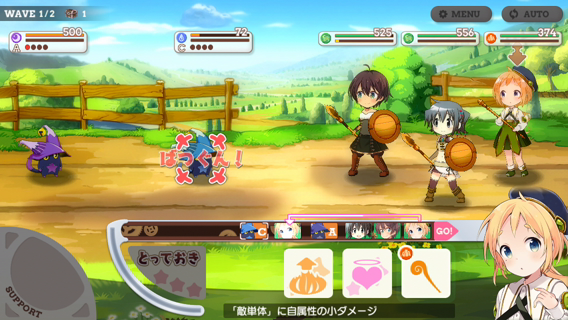 WAVE 1/2 1
MENU
AUTO
500
A
72
C
525
556
374
ばつぐん!
C
A
GO!
とっておき
SUPPORT
「敵単体」に自属性の小ダメージ